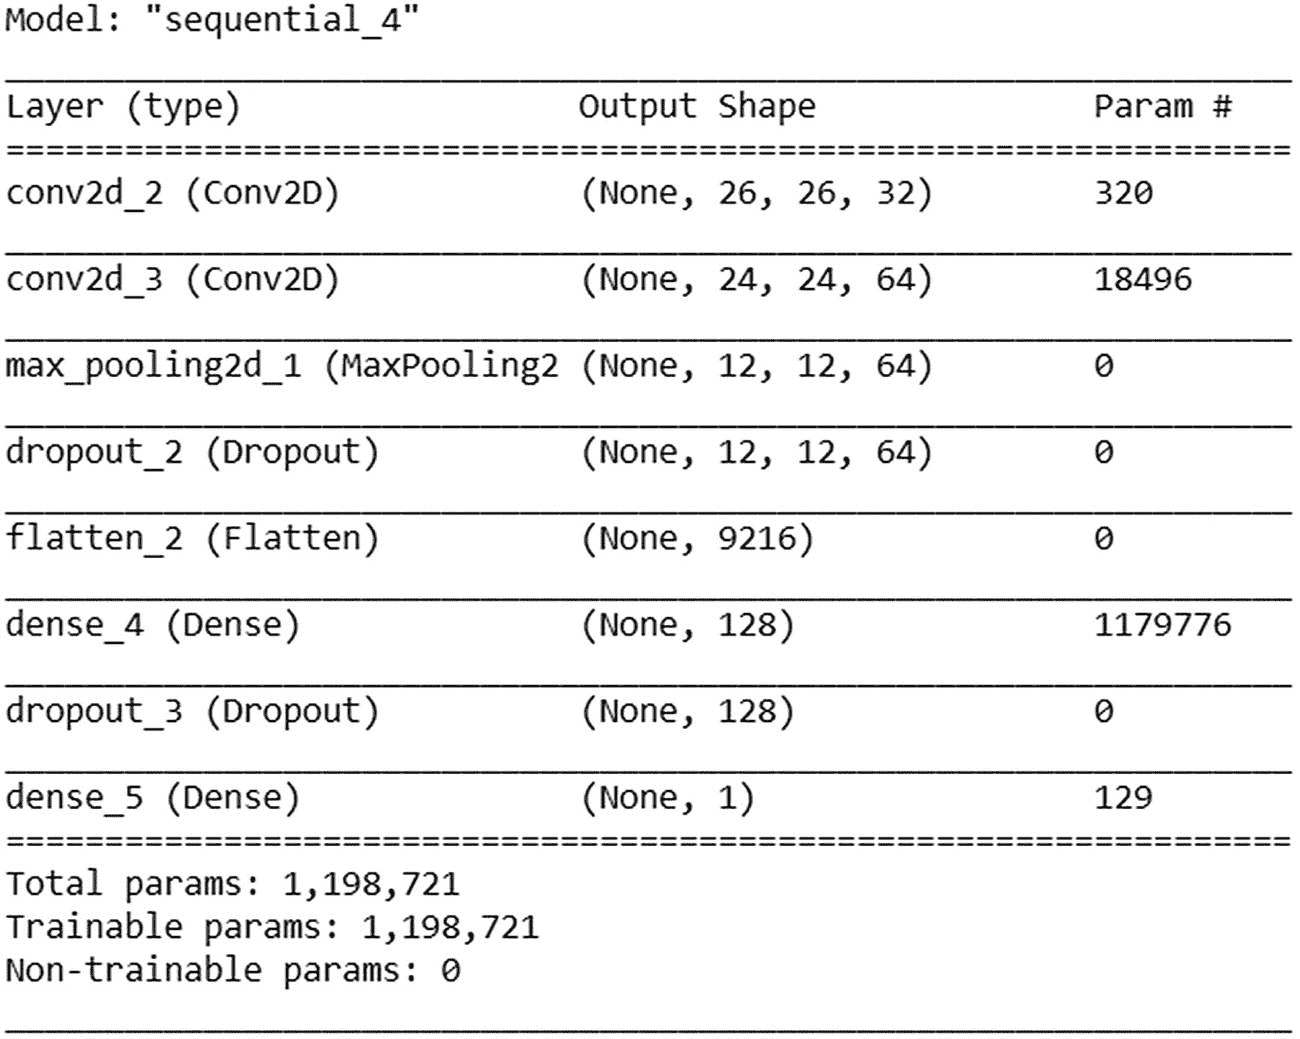 Model: "sequential_4"
Layer (type) Output Shape Param #
conv2d_2 (Conv2D) (None, 26, 26, 32) 320
conv2d_3 (Conv2D) (None, 24, 24, 64) 18496
max_pooling2d_1 (MaxPooling2 (None, 12, 12, 64) 0
dropout_2 (Dropout) (None, 12, 12, 64) 0
flatten_2 (Flatten) (None, 9216) 0
dense_4 (Dense) (None, 128) 1179776
dropout_3 (Dropout) (None, 128) 0
dense_5 (Dense) (None, 1) 129
Total params: 1,198,721
Trainable params: 1,198,721
Non-trainable params: 0